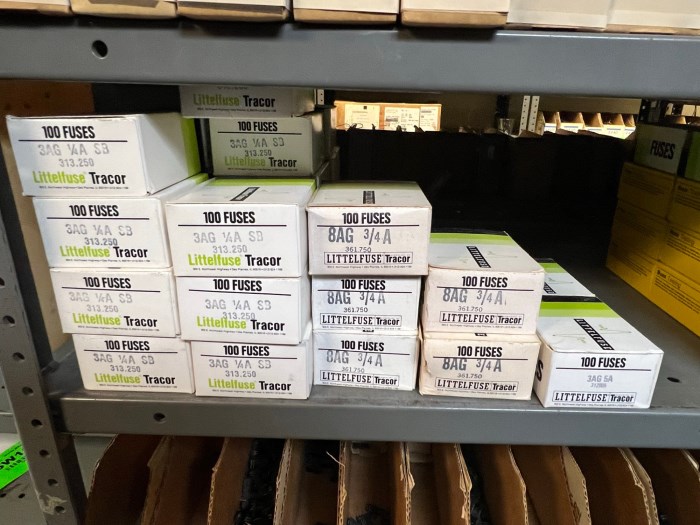 Littelfuse Tracor
100 FUSES
3AG ¼A SB
313.250
Littelfuse Tracor
100 FUSES
3AG ¼A SB
313.250
Littelfuse Tracor
100 FUSES
3AG ¼A SB
313.250
Littelfuse Tracor
100 FUSES
3AG ¼A SB
313.250
Littelfuse Tracor
100 FUSES
3AG ¼A SB
313.250
Littelfuse Tracor
100 FUSES
3AG ¼A SB
313.250
Littelfuse Tracor
100 FUSES
3AG ¼A SB
313.250
Littelfuse Tracor
100 FUSES
3AG ¼A SB
313.250
Littelfuse Tracor
100 FUSES
8AG 3/4 A
361.750
LITTELFUSE Tracor
100 FUSES
8AG 3/4 A
361.750
LITTELFUSE Tracor
100 FUSES
8AG 3/4 A
361.750
LITTELFUSE Tracor
100 FUSES
8AG 3/4 A
361.750
LITTELFUSE Tracor
100 FUSES
8AG 3/4 A
361.750
LITTELFUSE Tracor
100 FUSES
3AG 5A
LITTELFUSE Tracor
FUSES